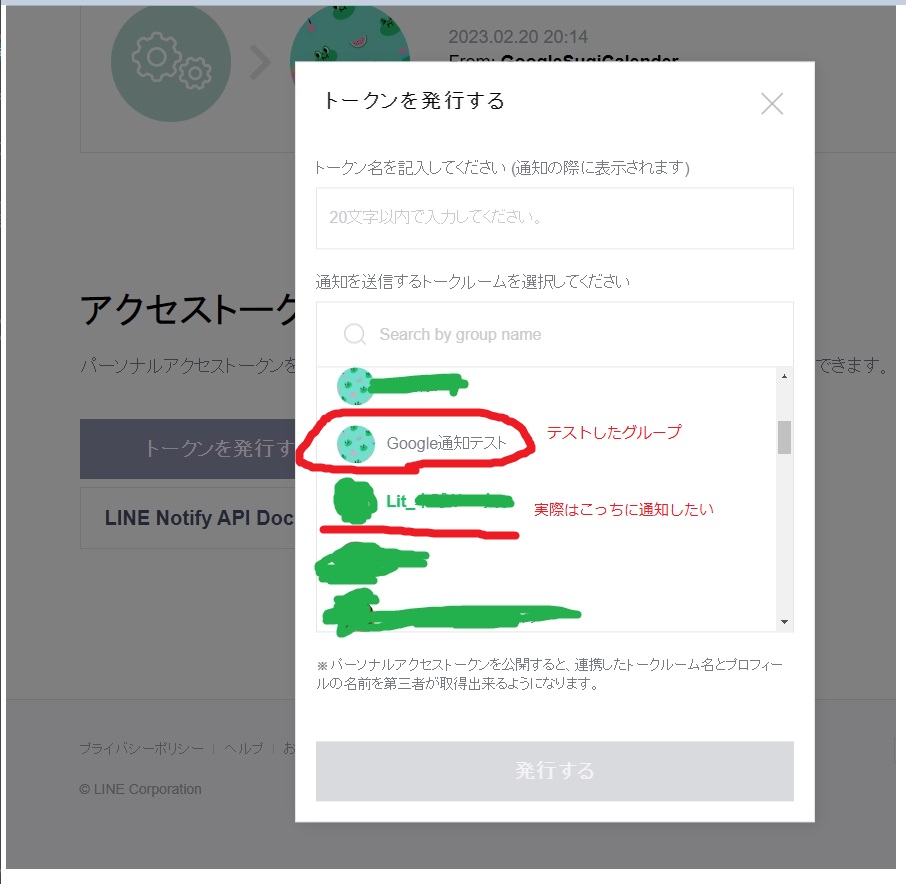 2023.02.20 20:14
From: GoogleSugiCalender
トークンを発行する
トークン名を記入してください (通知の際に表示されます)
20文字以内で入力してください。
通知を送信するトークルームを選択してください
アクセストーク
Search by group name
パーソナルアクセストークンを
できます。
Google通知テスト
テストしたグループ
トークンを発行す
Lit_
実際はこっちに通知したい
LINE Notify API Doc
※パーソナルアクセストークンを公開すると、連携したトークルーム名とプロフィー
ルの名前を第三者が取得出来るようになります。
プライバシーポリシー | ヘルプ | お
発行する
© LINE Corporation